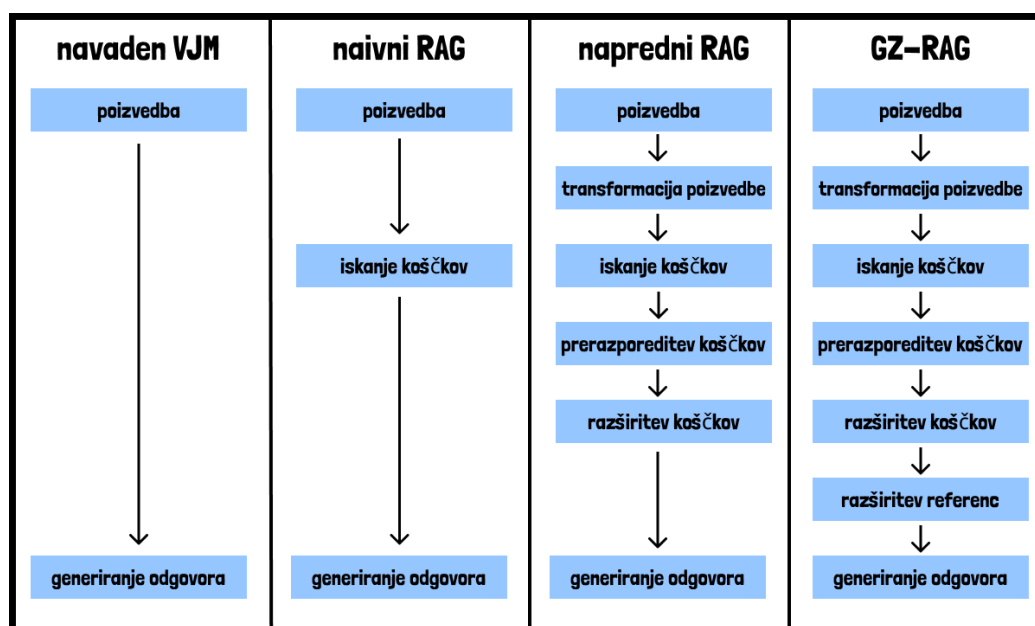 navaden VJM
poizvedba
generiranje odgovora
naivni RAG
poizvedba
iskanje koščkov
generiranje odgovora
napredni RAG
poizvedba
transformacija poizvedbe
iskanje koščkov
prerazporeditev koščkov
razširitev koščkov
generiranje odgovora
GZ-RAG
poizvedba
transformacija poizvedbe
iskanje koščkov
prerazporeditev koščkov
razširitev koščkov
razširitev referenc
generiranje odgovora